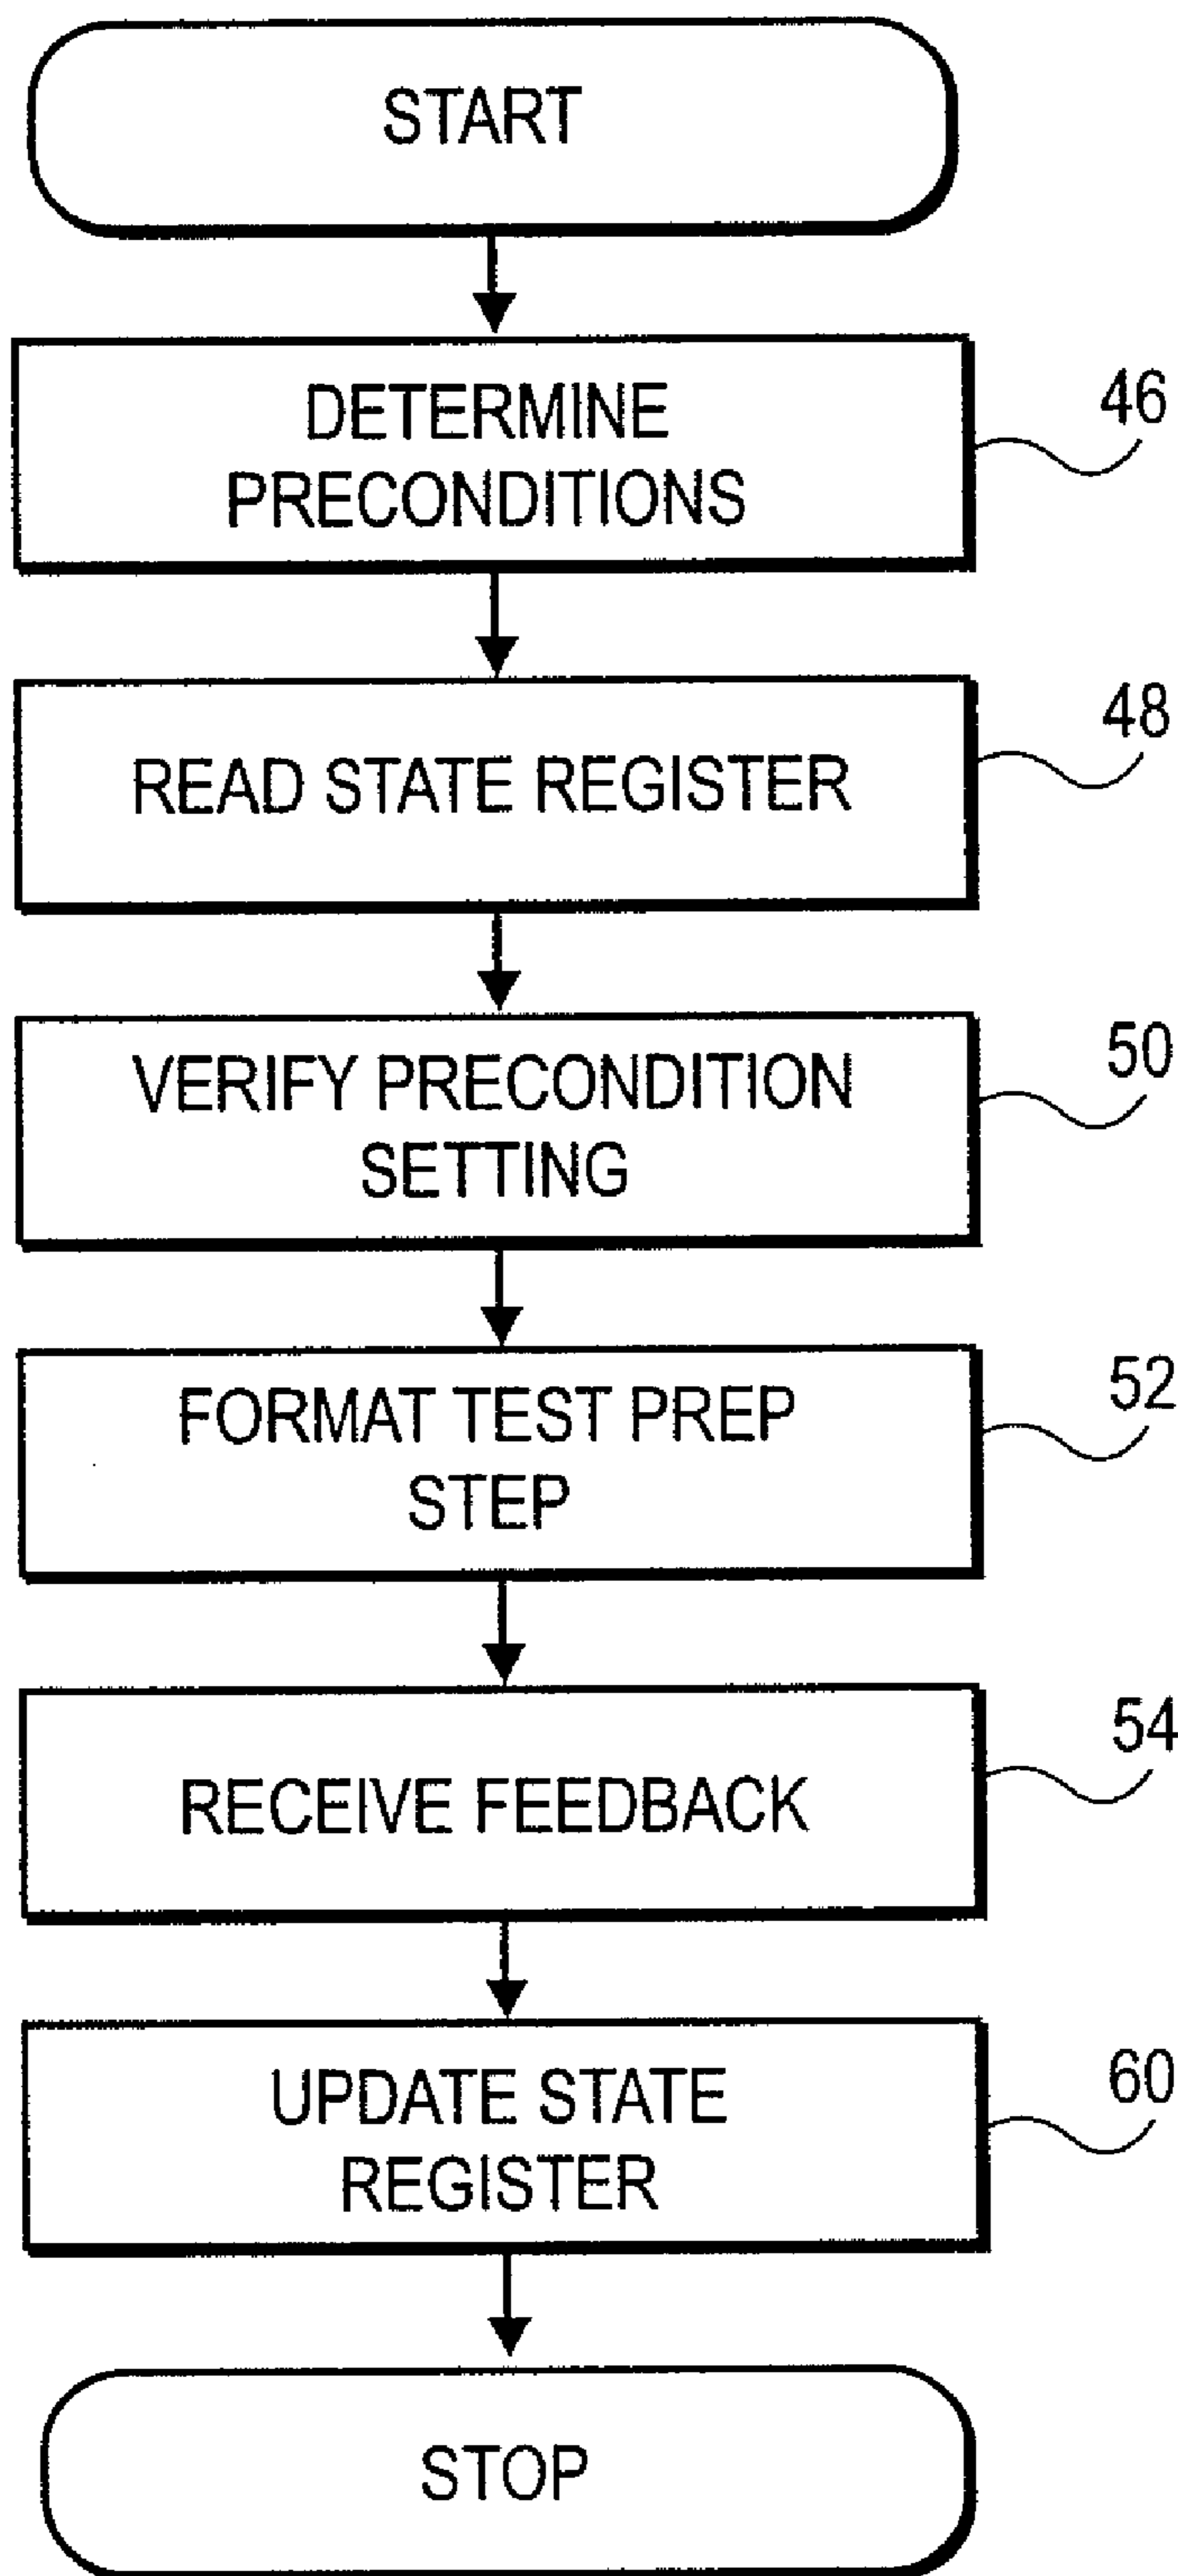 START
DETERMINE
PRECONDITIONS
46
READ STATE REGISTER
48
VERIFY PRECONDITION
SETTING
50
FORMAT TEST PREP
STEP
52
RECEIVE FEEDBACK
54
UPDATE STATE
REGISTER
60
STOP